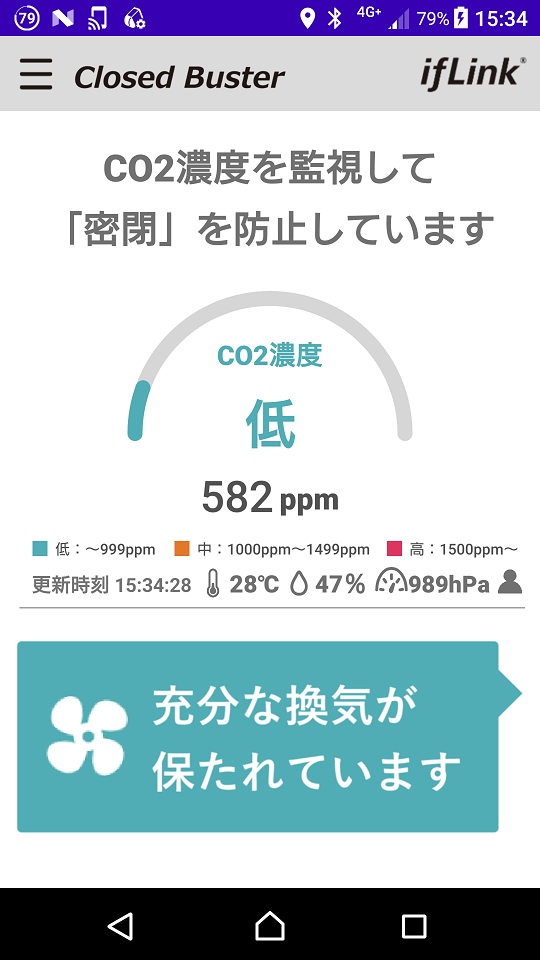 79
4G+
79%
15:34
Closed Buster
ifLink®
CO2濃度を監視して
「密閉」を防止しています
CO2濃度
低
582 ppm
低：～999ppm 中：1000ppm～1499ppm 高：1500ppm～
更新時刻 15:34:28 28℃ 47% 989hPa
充分な換気が
保たれています